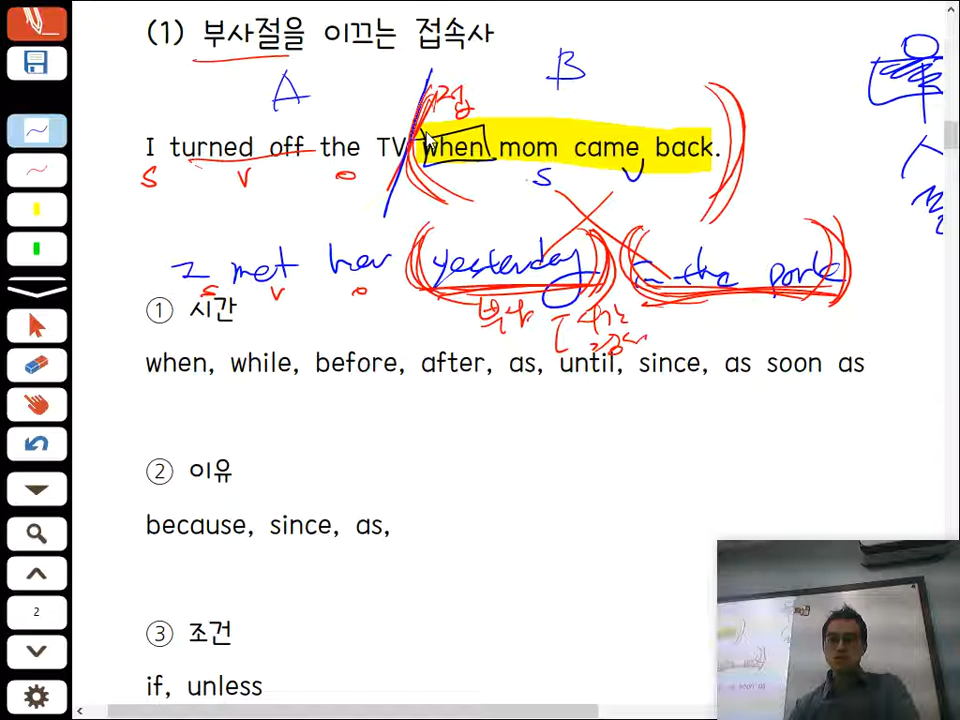 (1) 부사절을 이끄는 접속사
A B
I turned off the TV when mom came back.
S V O S V
I met her yesterday in the park
S V O 부사
① 시간
when, while, before, after, as, until, since, as soon as
② 이유
because, since, as,
③ 조건
if, unless
2